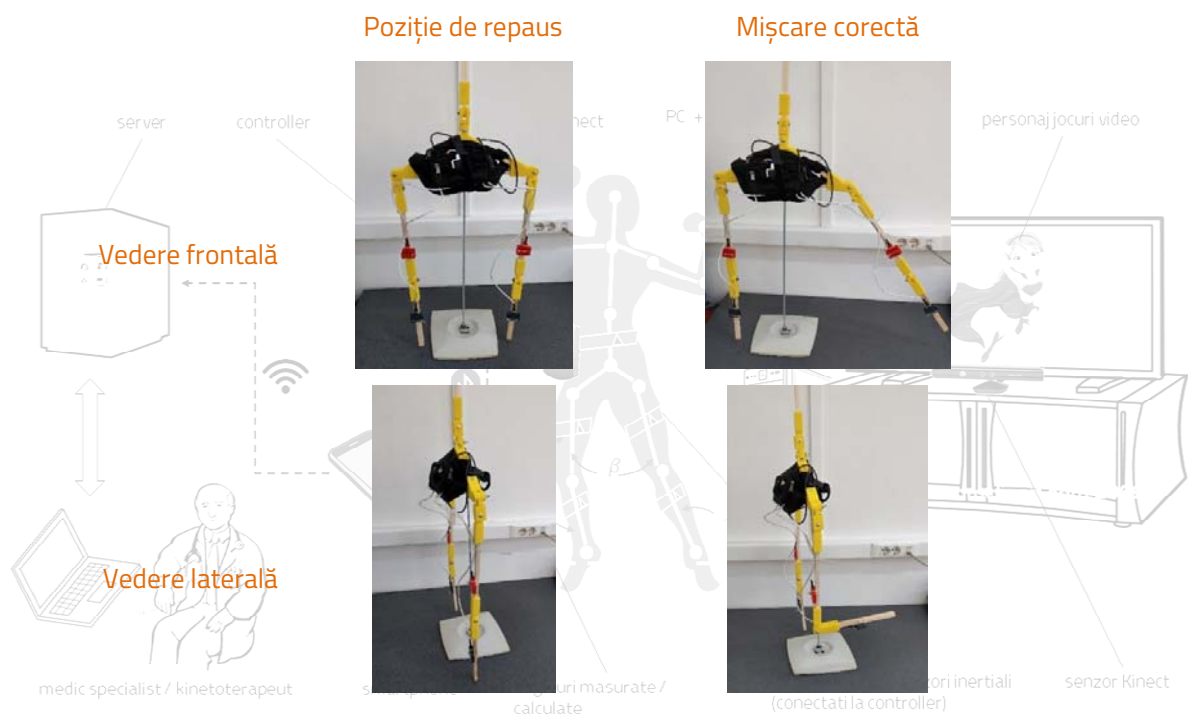 Poziție de repaus
Mișcare corectă
server
controller
PC +
personaj jocuri video
Vedere frontală
β
Vedere laterală
medic specialist / kinetoterapeut
masurate /
calculate
inertiali
(conectati la controller)
senzor Kinect